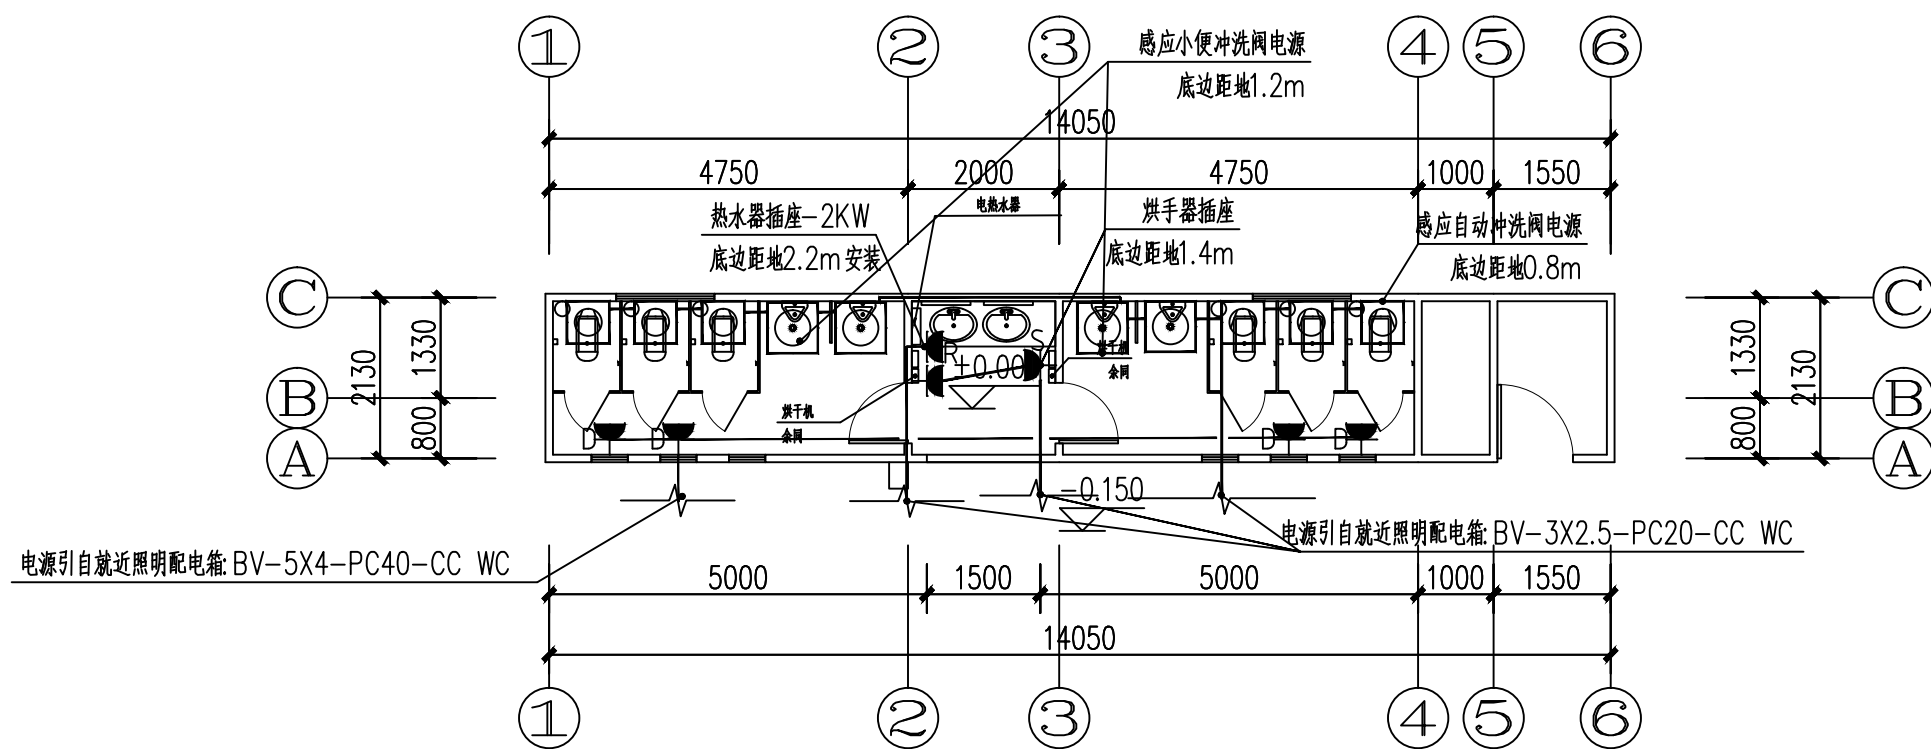 1
2
3
4
5
6
感应小便冲洗阀电源
底边距地1.2m
14050
4750
2000
4750
1000
1550
热水器插座-2KW
底边距地2.2m安装
电热水器
烘手器插座
底边距地1.4m
感应自动冲洗阀电源
底边距地0.8m
C
B
A
2130
1330
800
R
S
+0.00
烘干机
余同
烘干机
余同
D
D
D
D
1330
800
2130
C
B
A
-0.150
电源引自就近照明配电箱:BV-5X4-PC40-CC WC
电源引自就近照明配电箱:BV-3X2.5-PC20-CC WC
5000
1500
5000
1000
1550
14050
1
2
3
4
5
6